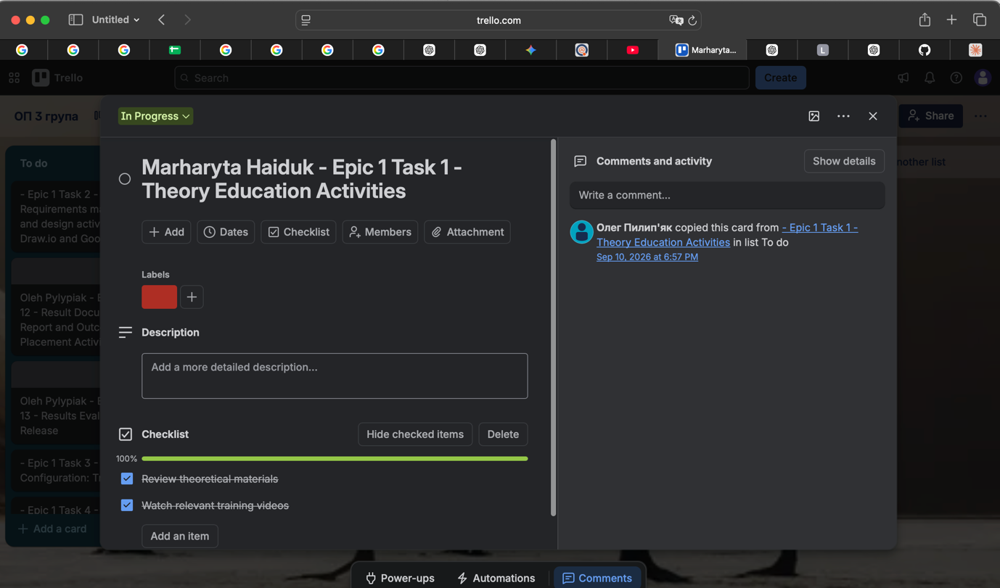 Untitled
trello.com
Marharyta...
L
Trello
Search
Create
ОП 3 група
In Progress
Share
To do
nother list
- Epic 1 Task 2 -
Requirements ma
and design activ
Draw.io and Goo
Oleh Pylypiak - E
12 - Result Docu
Report and Outc
Placement Activi
Oleh Pylypiak - E
13 - Results Eval
Release
- Epic 1 Task 3 -
Configuration: Tr
- Epic 1 Task 4 -
Add a card
Marharyta Haiduk - Epic 1 Task 1 -
Theory Education Activities
Add
Dates
Checklist
Members
Attachment
Labels
Description
Add a more detailed description...
Checklist
Hide checked items
Delete
100%
Review theoretical materials
Watch relevant training videos
Add an item
Comments and activity
Show details
Write a comment...
Олег Пилип'як copied this card from - Epic 1 Task 1 -
Theory Education Activities in list To do
Sep 10, 2026 at 6:57 PM
Power-ups
Automations
Comments